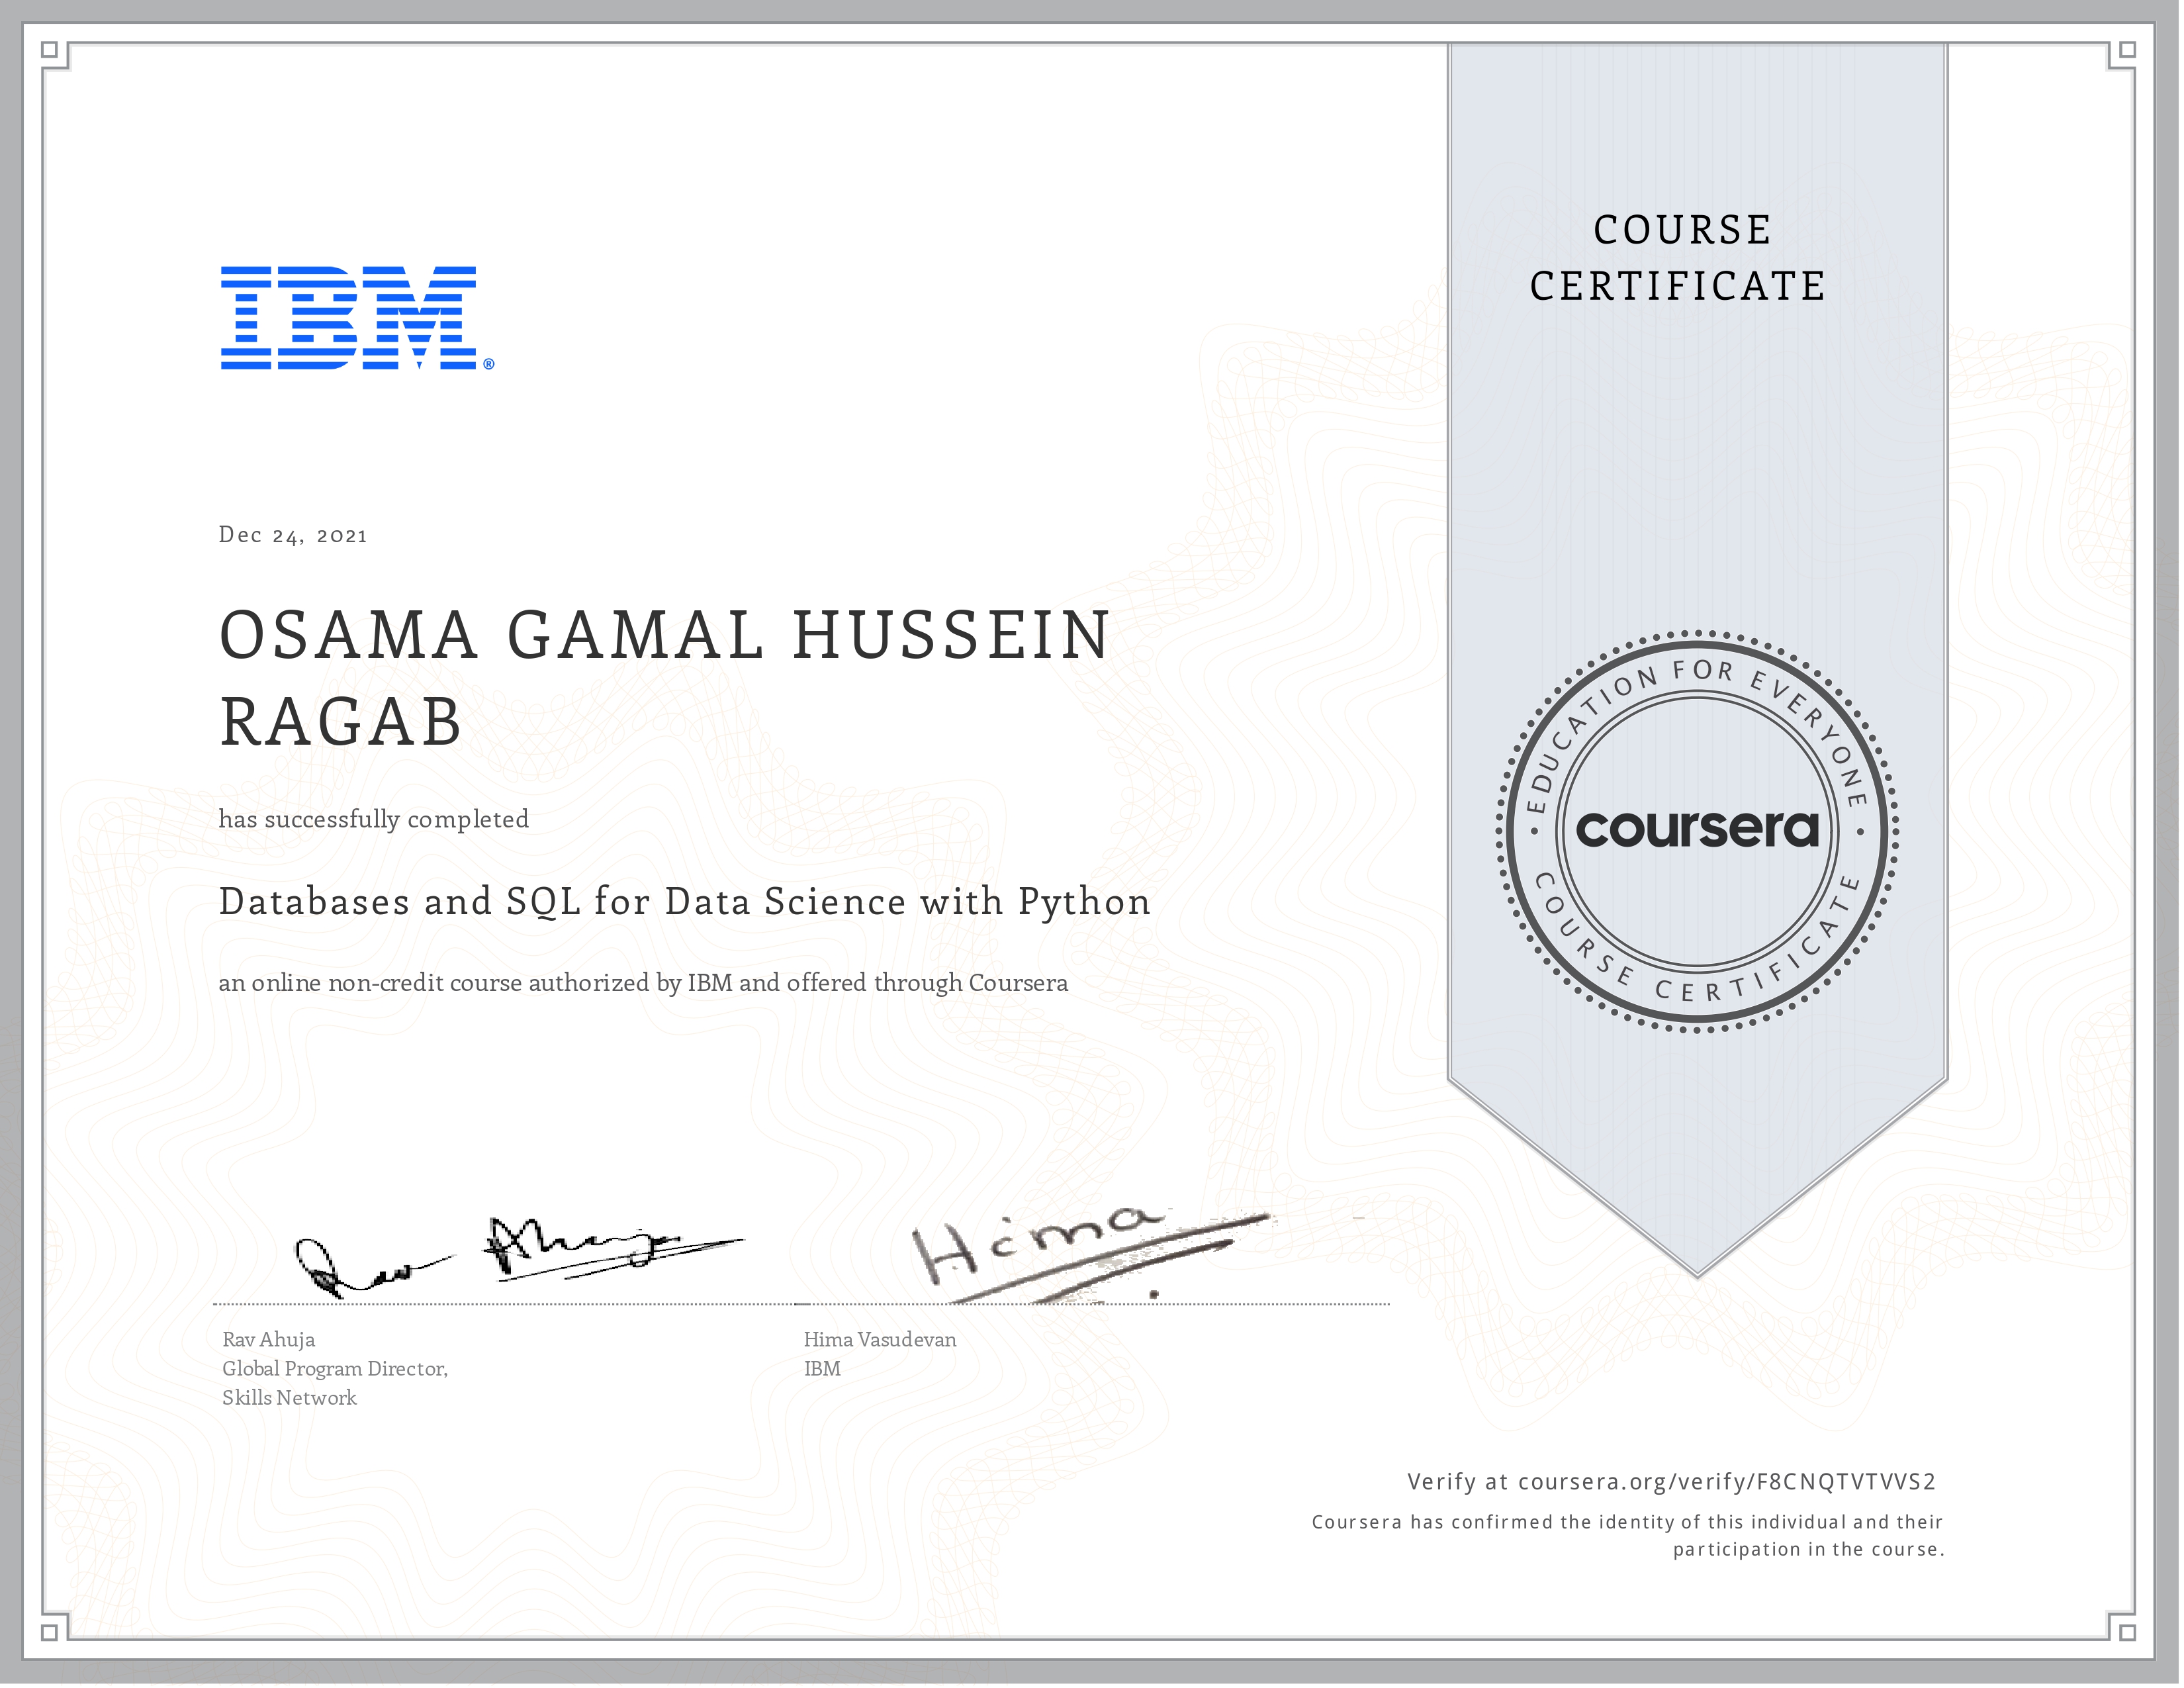 COURSE
CERTIFICATE
IBM®
Dec 24, 2021
OSAMA GAMAL HUSSEIN
RAGAB
has successfully completed
Databases and SQL for Data Science with Python
an online non-credit course authorized by IBM and offered through Coursera
EDUCATION FOR EVERYONE
coursera
COURSE CERTIFICATE
Rav Ahuja
Hima
Rav Ahuja
Global Program Director,
Skills Network
Hima Vasudevan
IBM
Verify at coursera.org/verify/F8CNQTVTVVS2
Coursera has confirmed the identity of this individual and their
participation in the course.